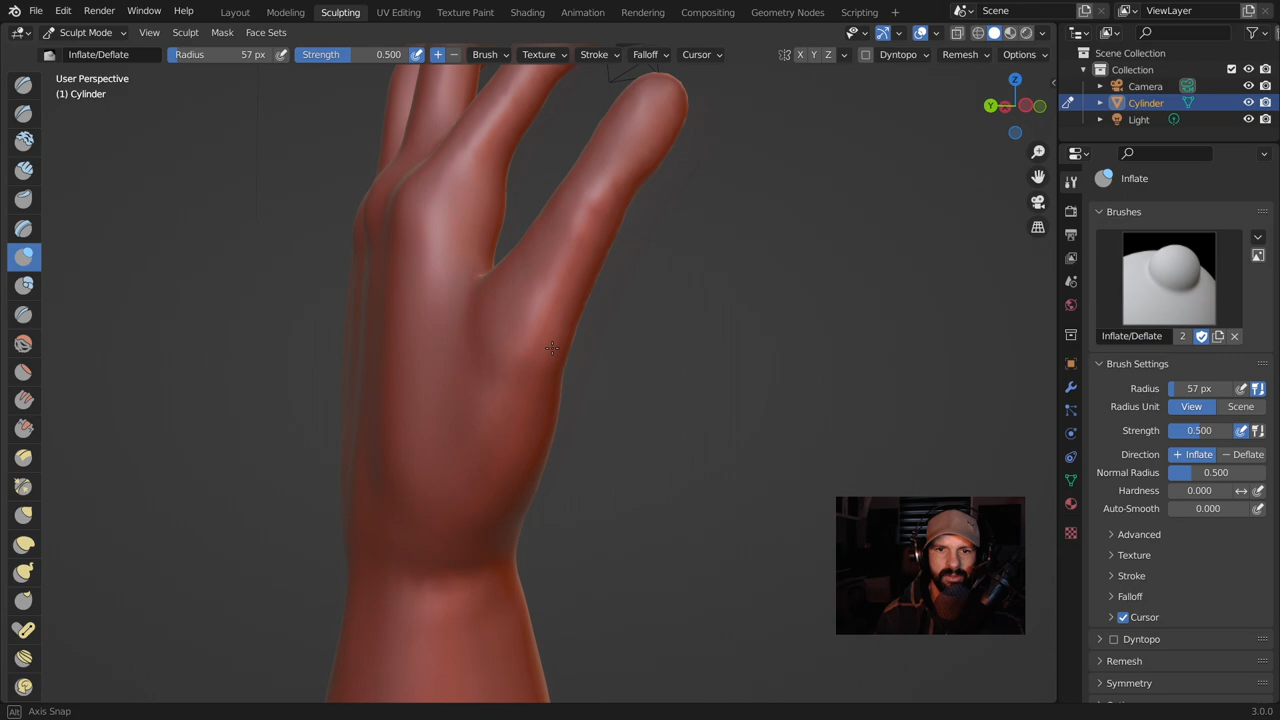 File Edit Render Window Help Layout Modeling Sculpting UV Editing Texture Paint Shading Animation Rendering Compositing Geometry Nodes Scripting Scene ViewLayer
Sculpt Mode View Sculpt Mask Face Sets
Inflate/Deflate Radius 57 px Strength 0.500 + − Brush Texture Stroke Falloff Cursor X Y Z Dyntopo Remesh Options
User Perspective
(1) Cylinder
Z
Y
Scene Collection
Collection
Camera
Cylinder
Light
Inflate
Brushes
Inflate/Deflate 2
Brush Settings
Radius 57 px
Radius Unit View Scene
Strength 0.500
Direction + Inflate − Deflate
Normal Radius 0.500
Hardness 0.000
Auto-Smooth 0.000
Advanced
Texture
Stroke
Falloff
Cursor
Dyntopo
Remesh
Symmetry
Alt Axis Snap 3.0.0